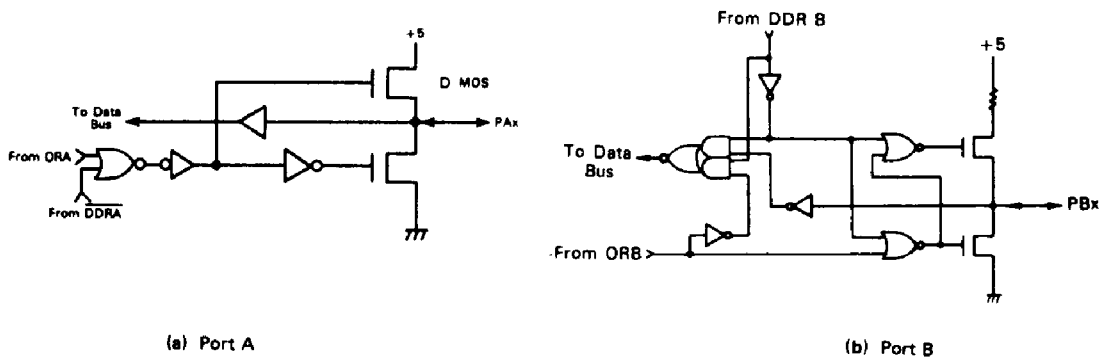 +5
D MOS
To Data
Bus
PAx
From ORA
From DDRA
(a) Port A
From DDR B
+5
To Data
Bus
PBx
From ORB
(b) Port B